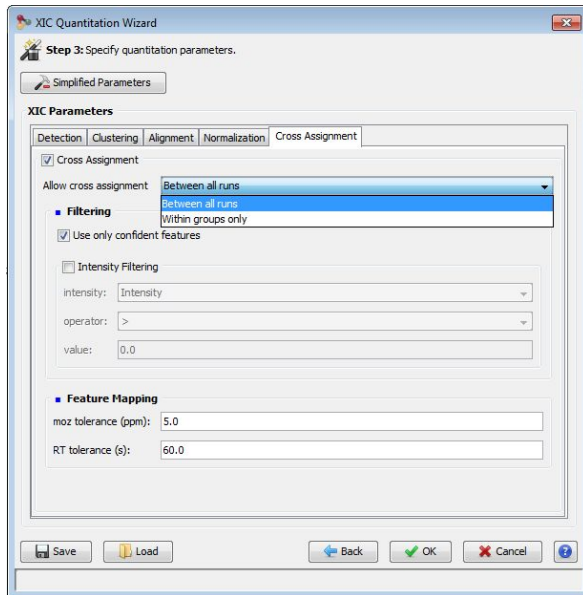 XIC Quantitation Wizard
Step 3: Specify quantitation parameters.
Simplified Parameters
XIC Parameters
Detection Clustering Alignment Normalization Cross Assignment
Cross Assignment
Allow cross assignment Between all runs
Between all runs
Within groups only
Filtering
Use only confident features
Intensity Filtering
intensity: Intensity
operator: >
value: 0.0
Feature Mapping
moz tolerance (ppm): 5.0
RT tolerance (s): 60.0
Save Load Back OK Cancel ?